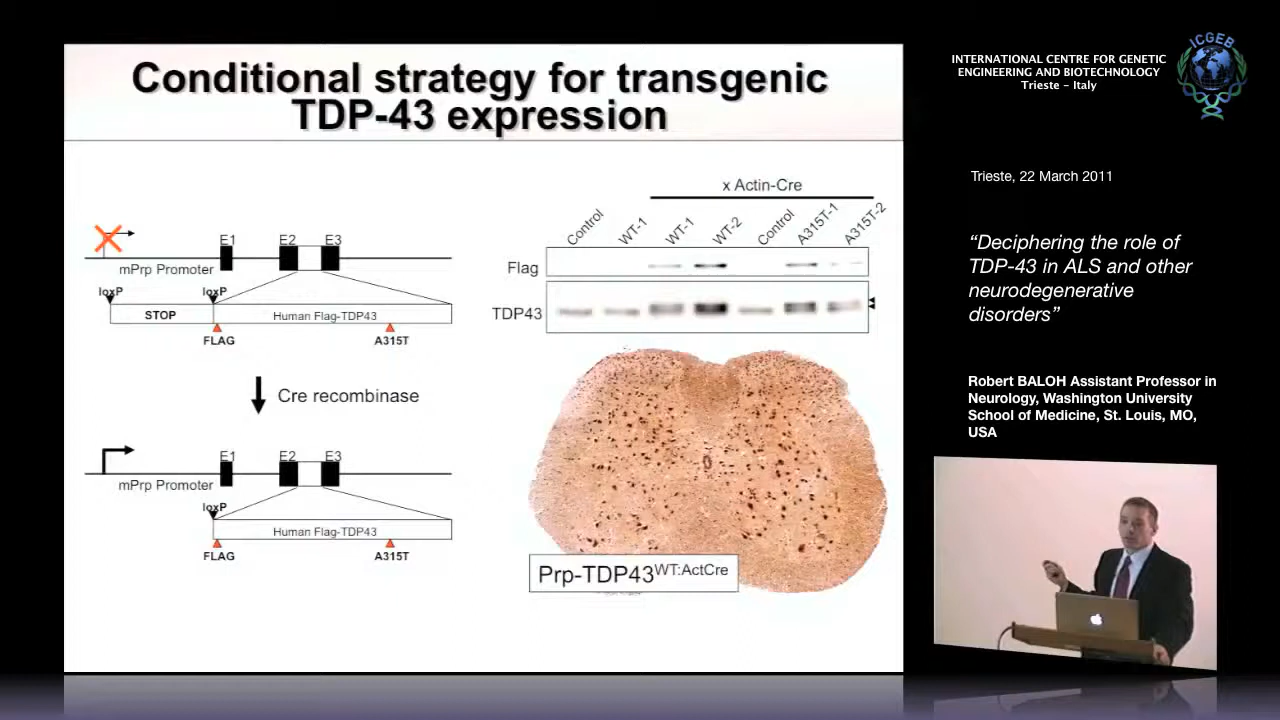 Conditional strategy for transgenic
TDP-43 expression
E1 E2 E3
mPrp Promoter
loxP loxP
STOP
Human Flag-TDP43
FLAG A315T
Cre recombinase
E1 E2 E3
mPrp Promoter
loxP
Human Flag-TDP43
FLAG A315T
x Actin-Cre
Control WT-1 WT-1 WT-2 Control A315T-1 A315T-2
Flag
TDP43
Prp-TDP43WT:ActCre
INTERNATIONAL CENTRE FOR GENETIC
ENGINEERING AND BIOTECHNOLOGY
Trieste - Italy
ICGEB
Trieste, 22 March 2011
“Deciphering the role of
TDP-43 in ALS and other
neurodegenerative
disorders”
Robert BALOH Assistant Professor in
Neurology, Washington University
School of Medicine, St. Louis, MO,
USA